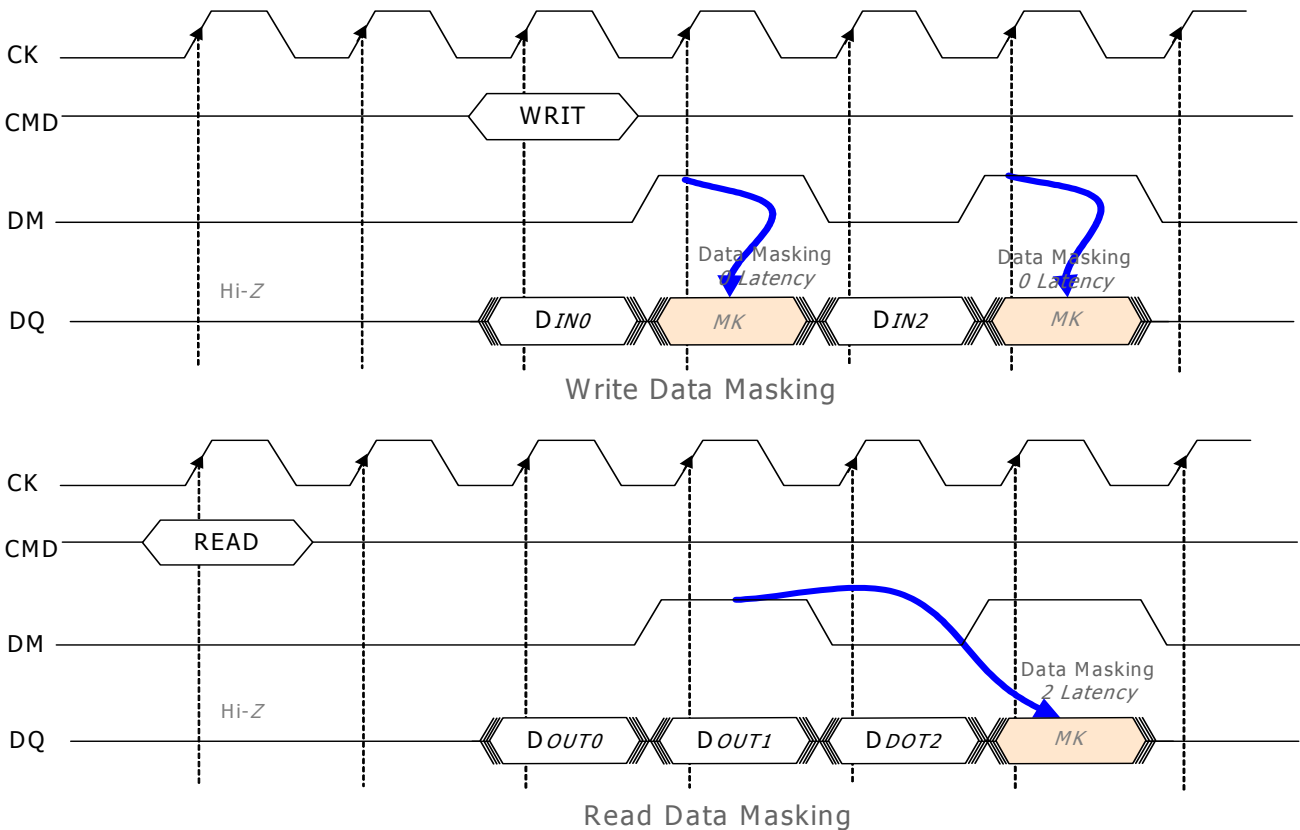 CK
CMD
WRIT
DM
Data Masking
0 Latency
Data Masking
0 Latency
Hi-Z
DQ
DIN0
MK
DIN2
MK
Write Data Masking
CK
CMD
READ
DM
Data Masking
2 Latency
Hi-Z
DQ
DOUT0
DOUT1
DDOT2
MK
Read Data Masking